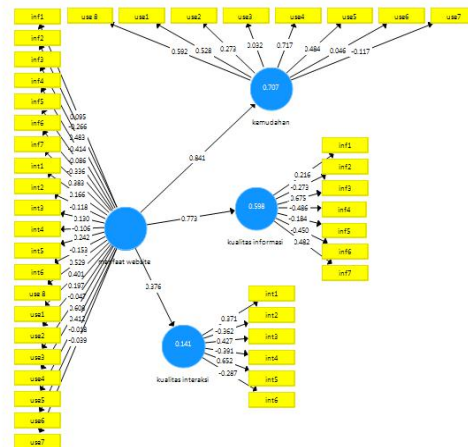 inf1
inf2
inf3
inf4
inf5
inf6
inf7
int1
int2
int3
int4
int5
int6
use 8
use1
use2
use3
use4
use5
use6
use7
use 8
use1
use2
use3
use4
use5
use6
use7
0.592
0.528
0.273
0.032
0.717
0.484
0.046
-0.117
0.707
kemudahan
0.095
-0.266
0.483
-0.414
-0.086
-0.336
0.383
0.166
-0.118
0.130
-0.106
0.242
-0.153
0.529
0.401
0.197
-0.047
0.608
0.413
-0.018
-0.039
manfaat website
0.841
0.773
0.376
0.598
kualitas informasi
0.216
-0.273
0.675
-0.486
-0.184
-0.450
0.482
inf1
inf2
inf3
inf4
inf5
inf6
inf7
0.141
kualitas interaksi
0.371
-0.362
0.427
-0.391
0.652
-0.287
int1
int2
int3
int4
int5
int6